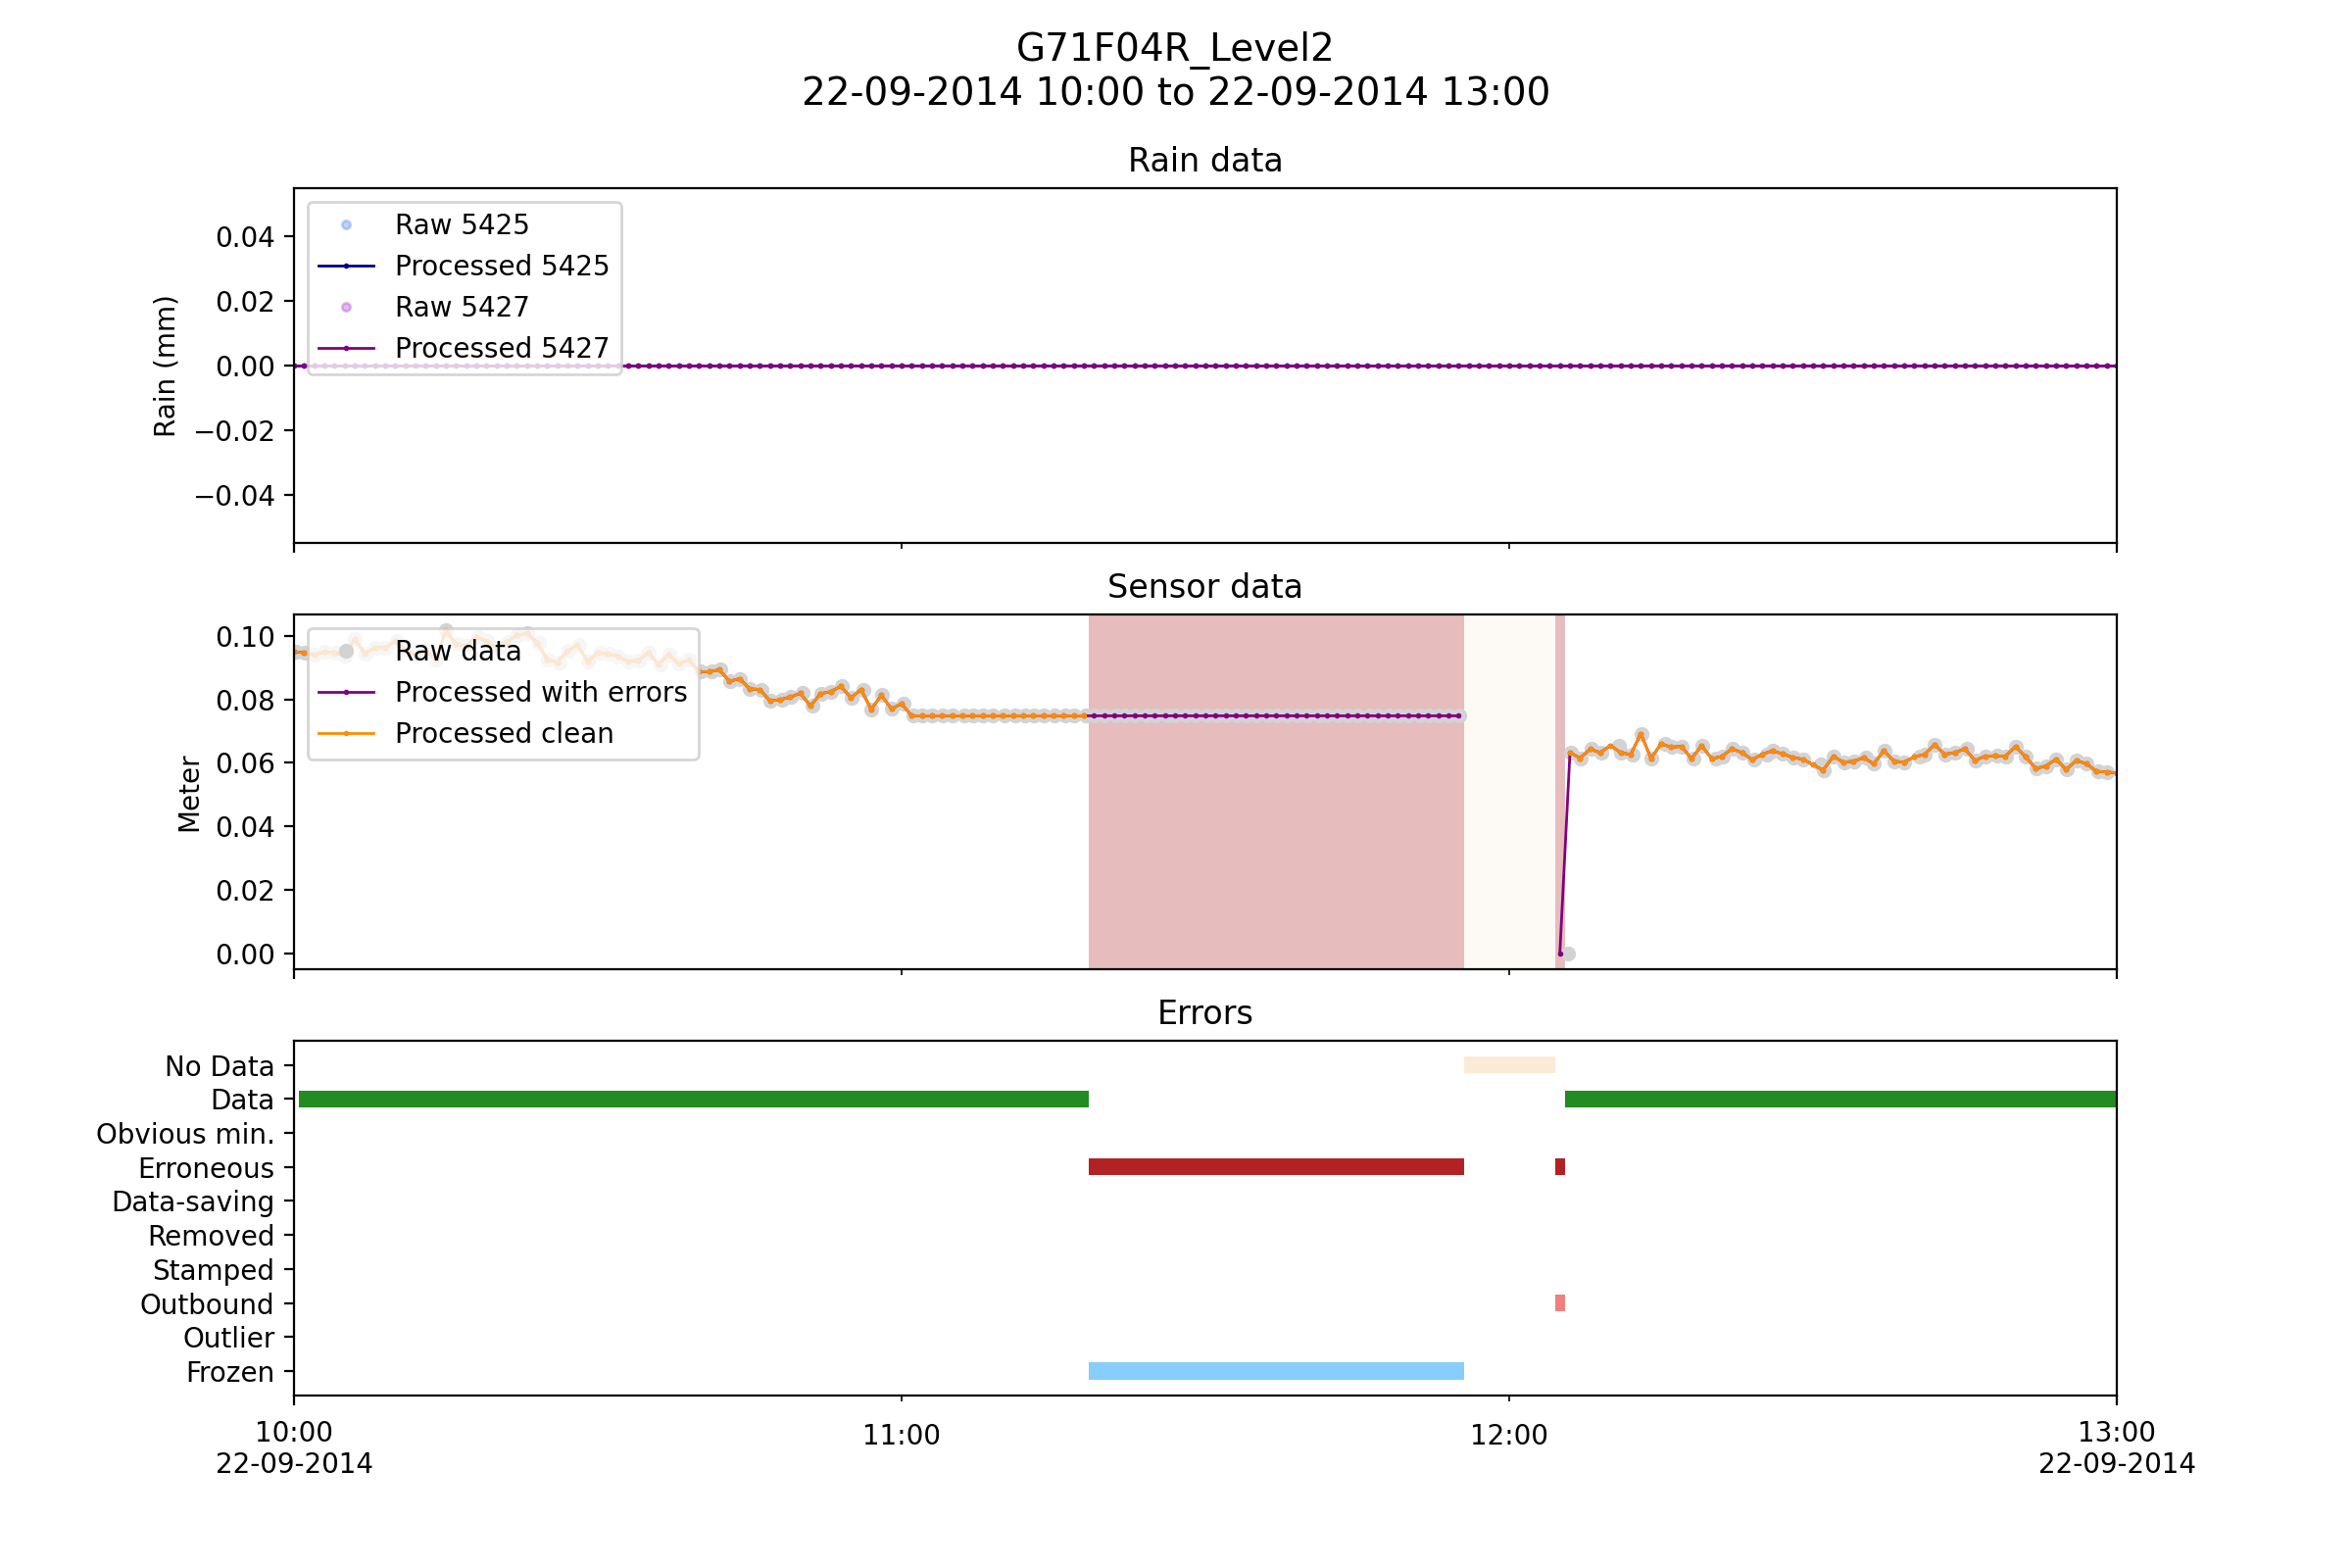 G71F04R_Level2
22-09-2014 10:00 to 22-09-2014 13:00
Rain data
Rain (mm)
0.04
0.02
0.00
−0.02
−0.04
Raw 5425
Processed 5425
Raw 5427
Processed 5427
Sensor data
Meter
0.10
0.08
0.06
0.04
0.02
0.00
Raw data
Processed with errors
Processed clean
Errors
No Data
Data
Obvious min.
Erroneous
Data-saving
Removed
Stamped
Outbound
Outlier
Frozen
10:00
22-09-2014
11:00
12:00
13:00
22-09-2014